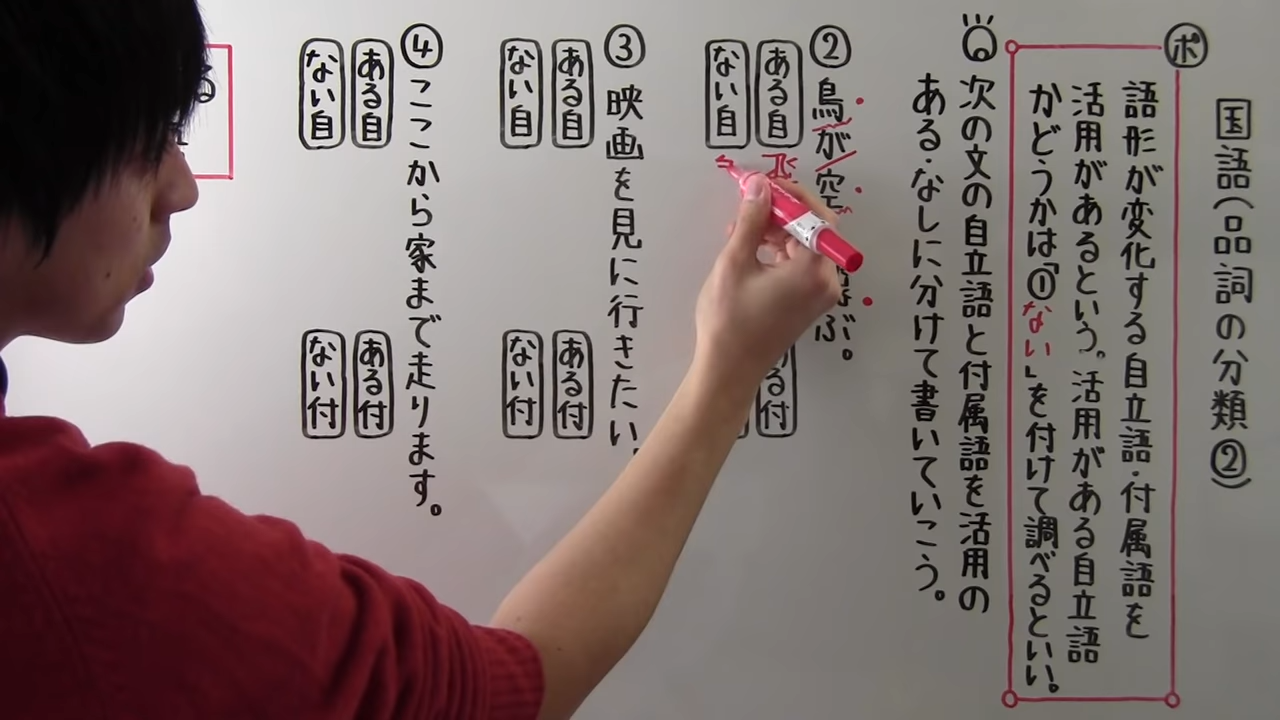 国語(品詞の分類②)
ポ
語形が変化する自立語・付属語を
活用があるという。活用がある自立語
かどうかは「①ない」を付けて調べるといい。
次の文の自立語と付属語を活用の
ある・なしに分けて書いていこう。
②鳥が空
ぶ。
ある自
飛
る付
ない自
③映画を見に行きたい
ある自
ある付
ない自
ない付
④ここから家まで走ります。
ある自
ある付
ない自
ない付
る